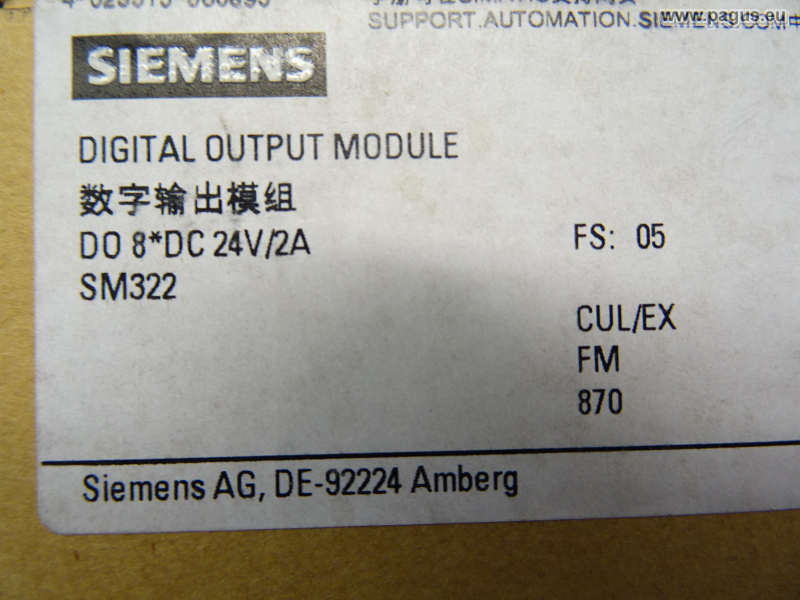 www.pagus.eu
SUPPORT.AUTOMATION.SIEMENS.COM
SIEMENS
DIGITAL OUTPUT MODULE
数字输出模组
DO 8*DC 24V/2A
FS: 05
SM322
CUL/EX
FM
870
Siemens AG, DE-92224 Amberg